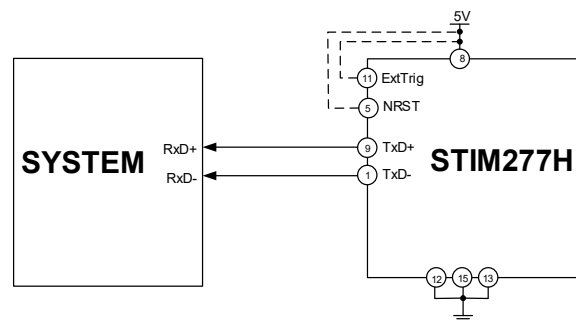 5V
8
11 ExtTrig
5 NRST
RxD+ 9 TxD+
SYSTEM STIM277H
RxD- 1 TxD-
12 15 13